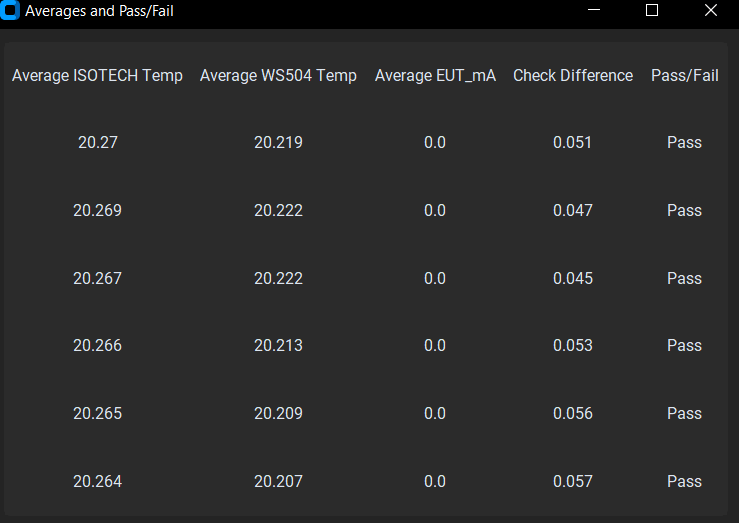 Averages and Pass/Fail
Average ISOTECH Temp Average WS504 Temp Average EUT_mA Check Difference Pass/Fail
20.27 20.219 0.0 0.051 Pass
20.269 20.222 0.0 0.047 Pass
20.267 20.222 0.0 0.045 Pass
20.266 20.213 0.0 0.053 Pass
20.265 20.209 0.0 0.056 Pass
20.264 20.207 0.0 0.057 Pass